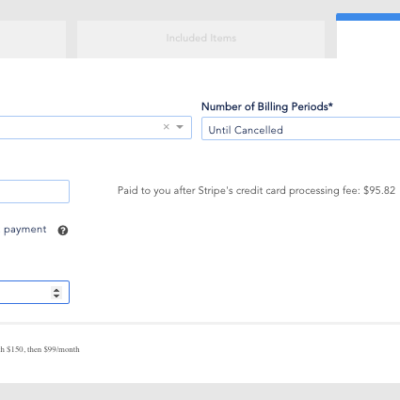 Included Items
Number of Billing Periods*
× Until Cancelled
Paid to you after Stripe's credit card processing fee: $95.82
payment ?
$150, then $99/month